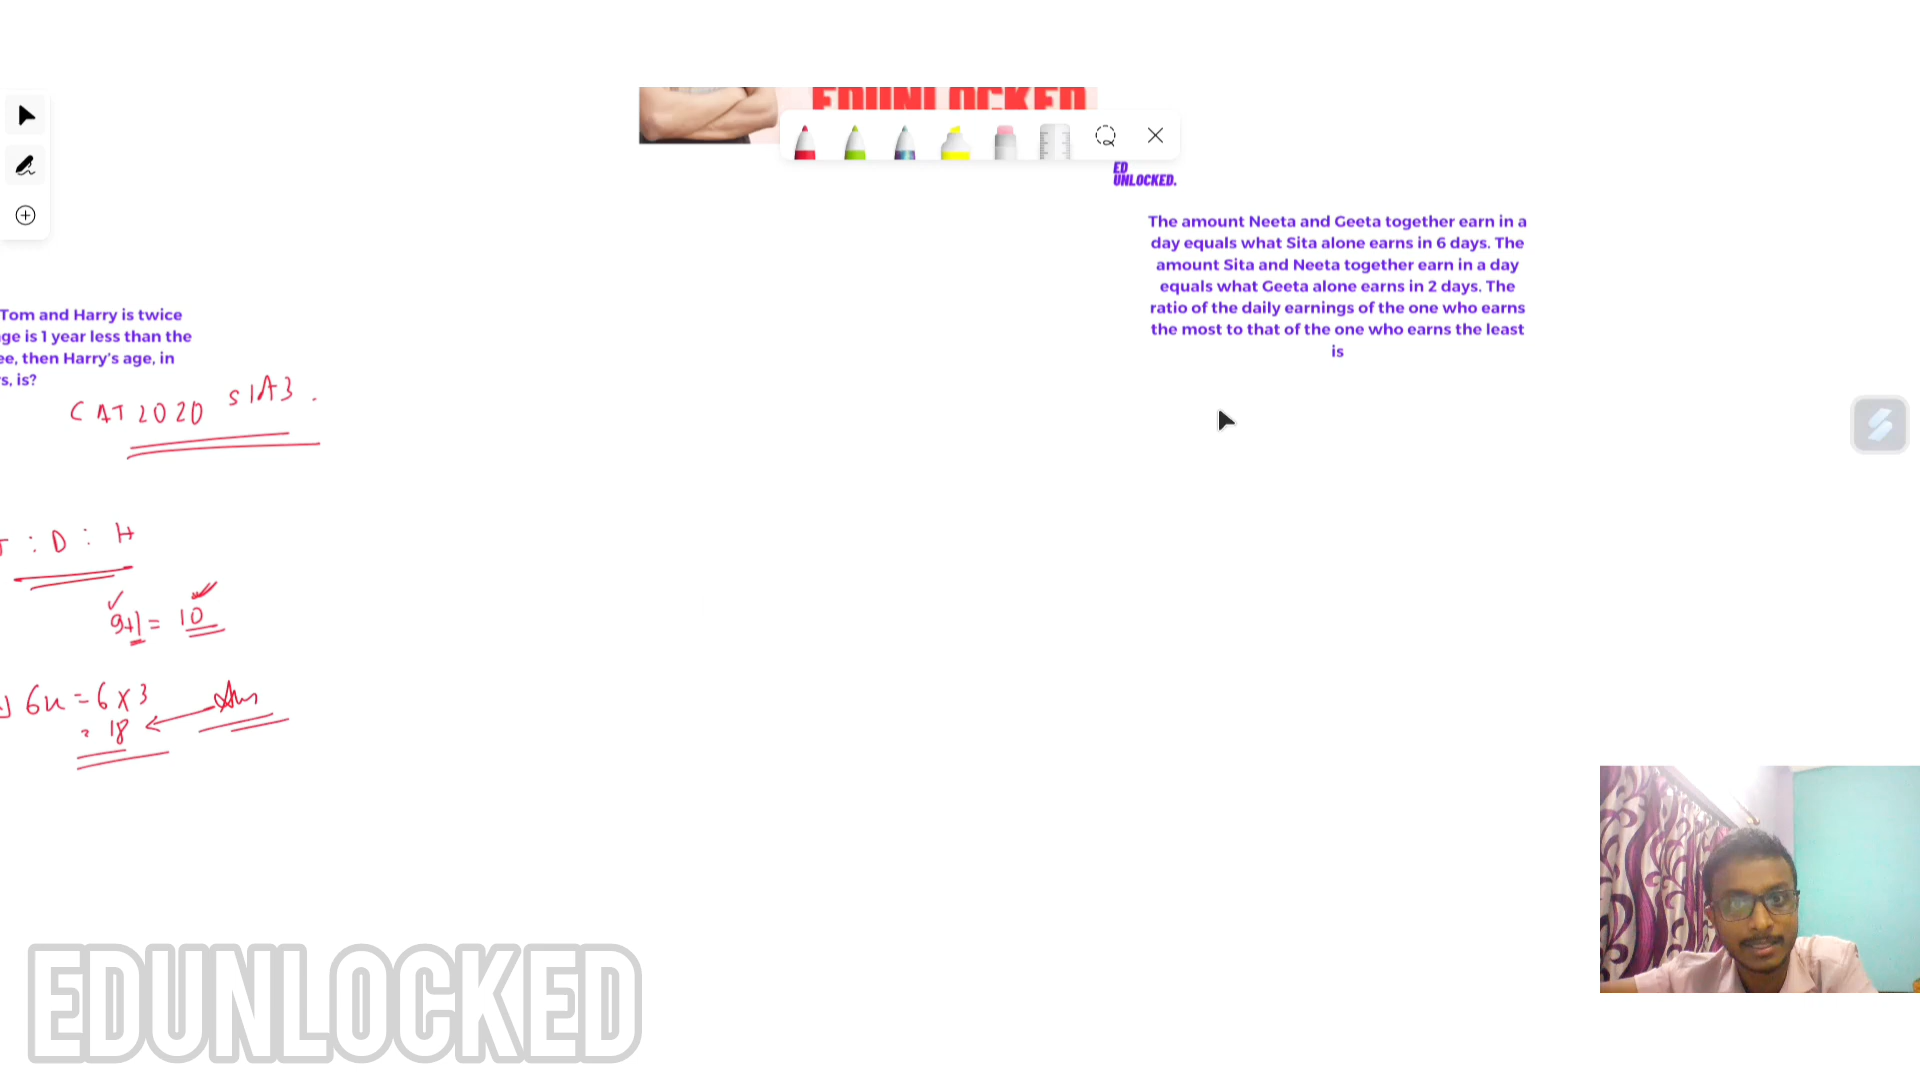 EDUNLOCKED
ED
UNLOCKED.
The amount Neeta and Geeta together earn in a
day equals what Sita alone earns in 6 days. The
amount Sita and Neeta together earn in a day
equals what Geeta alone earns in 2 days. The
ratio of the daily earnings of the one who earns
the most to that of the one who earns the least
is
Tom and Harry is twice
ge is 1 year less than the
ee, then Harry's age, in
s, is?
CAT 2020 S1A3.
: D : H
9+1 = 10
6x = 6 x 3
= 18
Ans
EDUNLOCKED